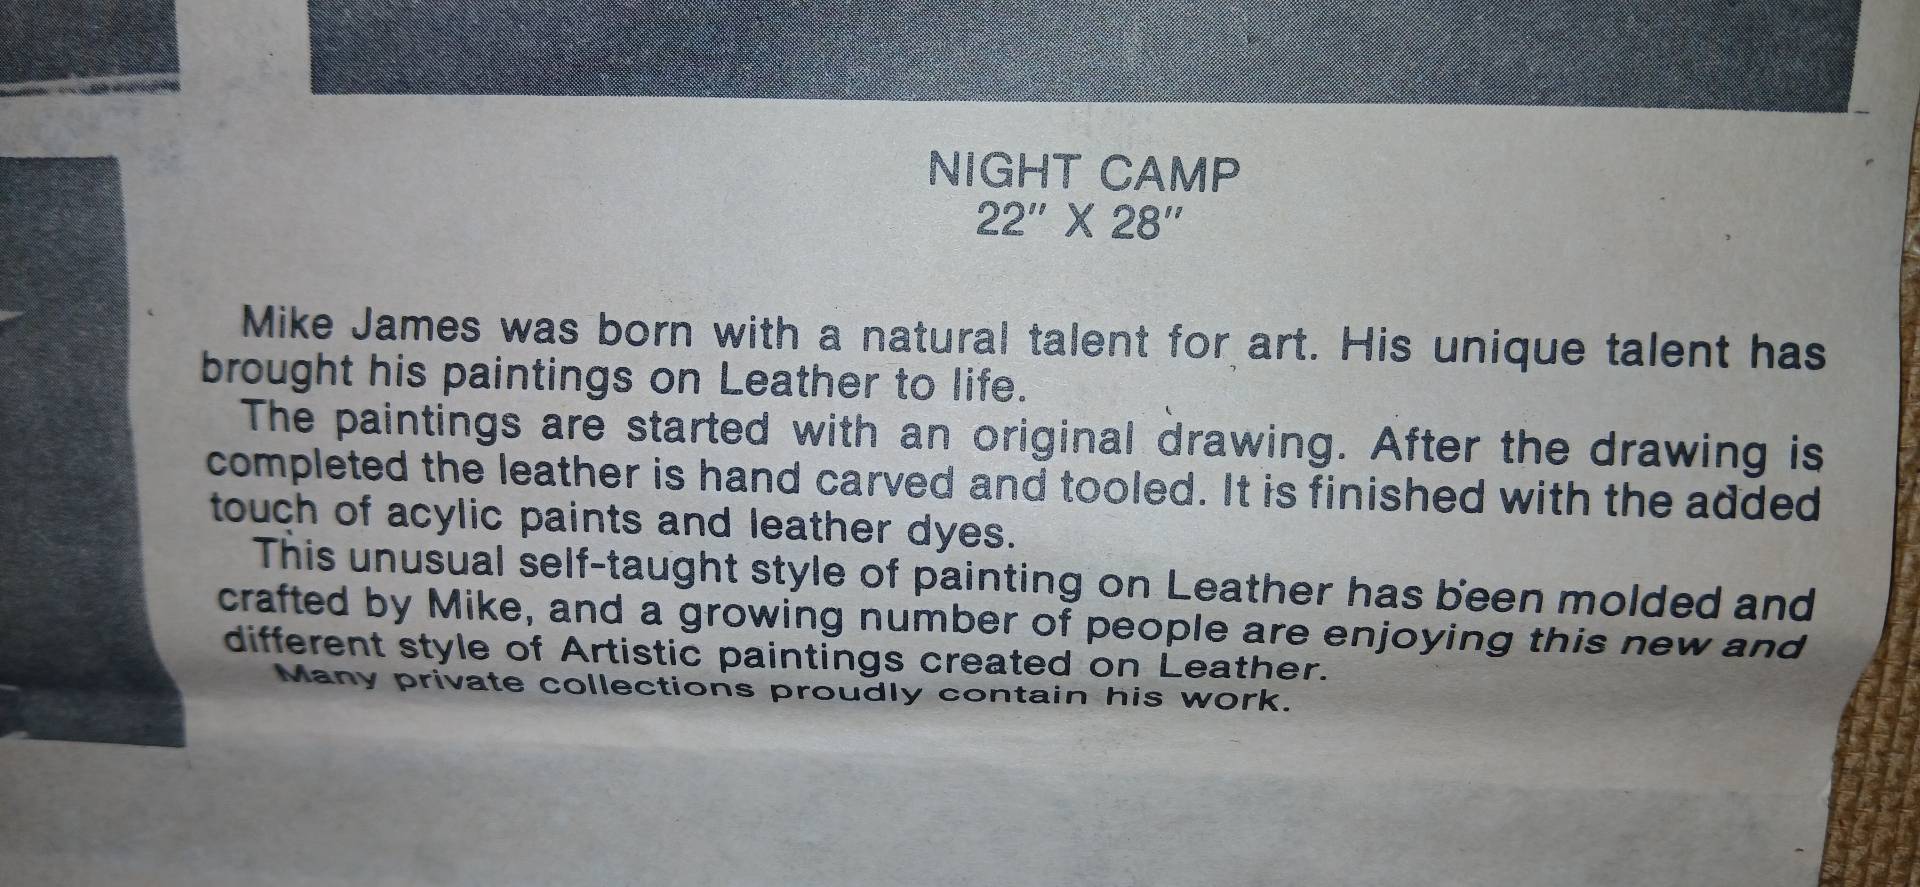 NIGHT CAMP
22" X 28"
Mike James was born with a natural talent for art. His unique talent has
brought his paintings on Leather to life.
The paintings are started with an original drawing. After the drawing is
completed the leather is hand carved and tooled. It is finished with the added
touch of acylic paints and leather dyes.
This unusual self-taught style of painting on Leather has been molded and
crafted by Mike, and a growing number of people are enjoying this new and
different style of Artistic paintings created on Leather.
Many private collections proudly contain his work.